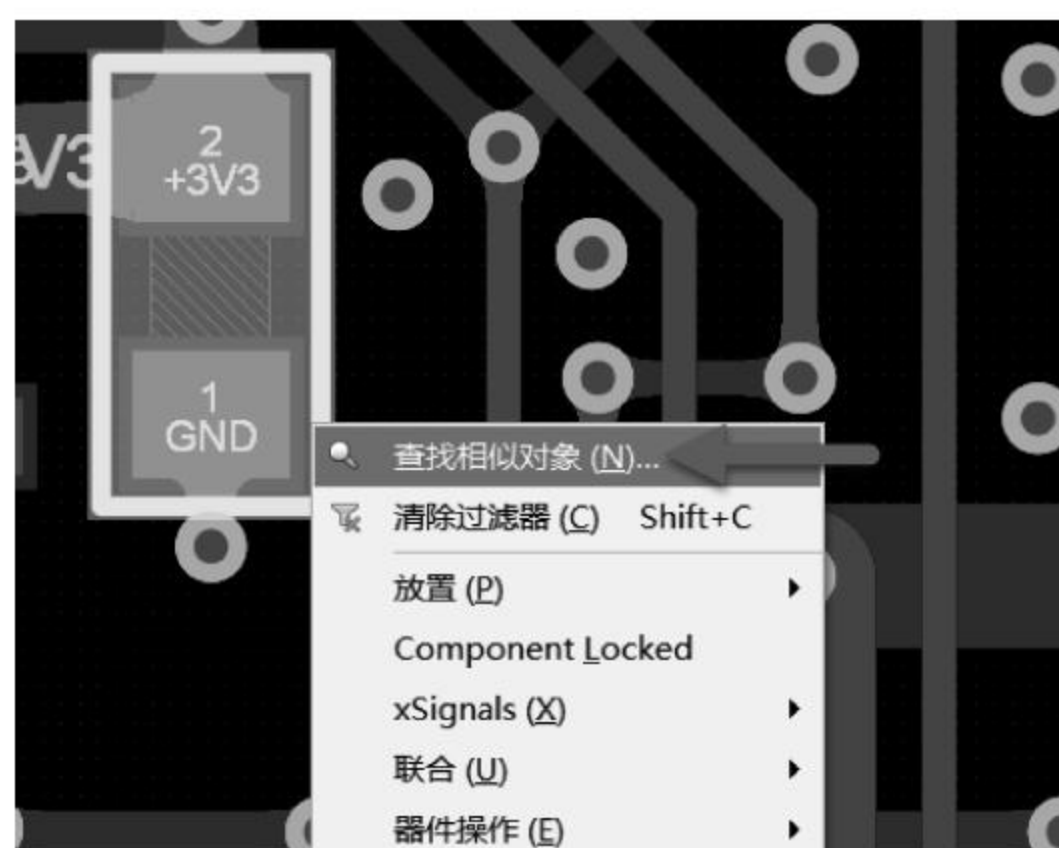 2
+3V3
1
GND
查找相似对象 (N)...
清除过滤器 (C) Shift+C
放置 (P)
Component Locked
xSignals (X)
联合 (U)
器件操作 (E)